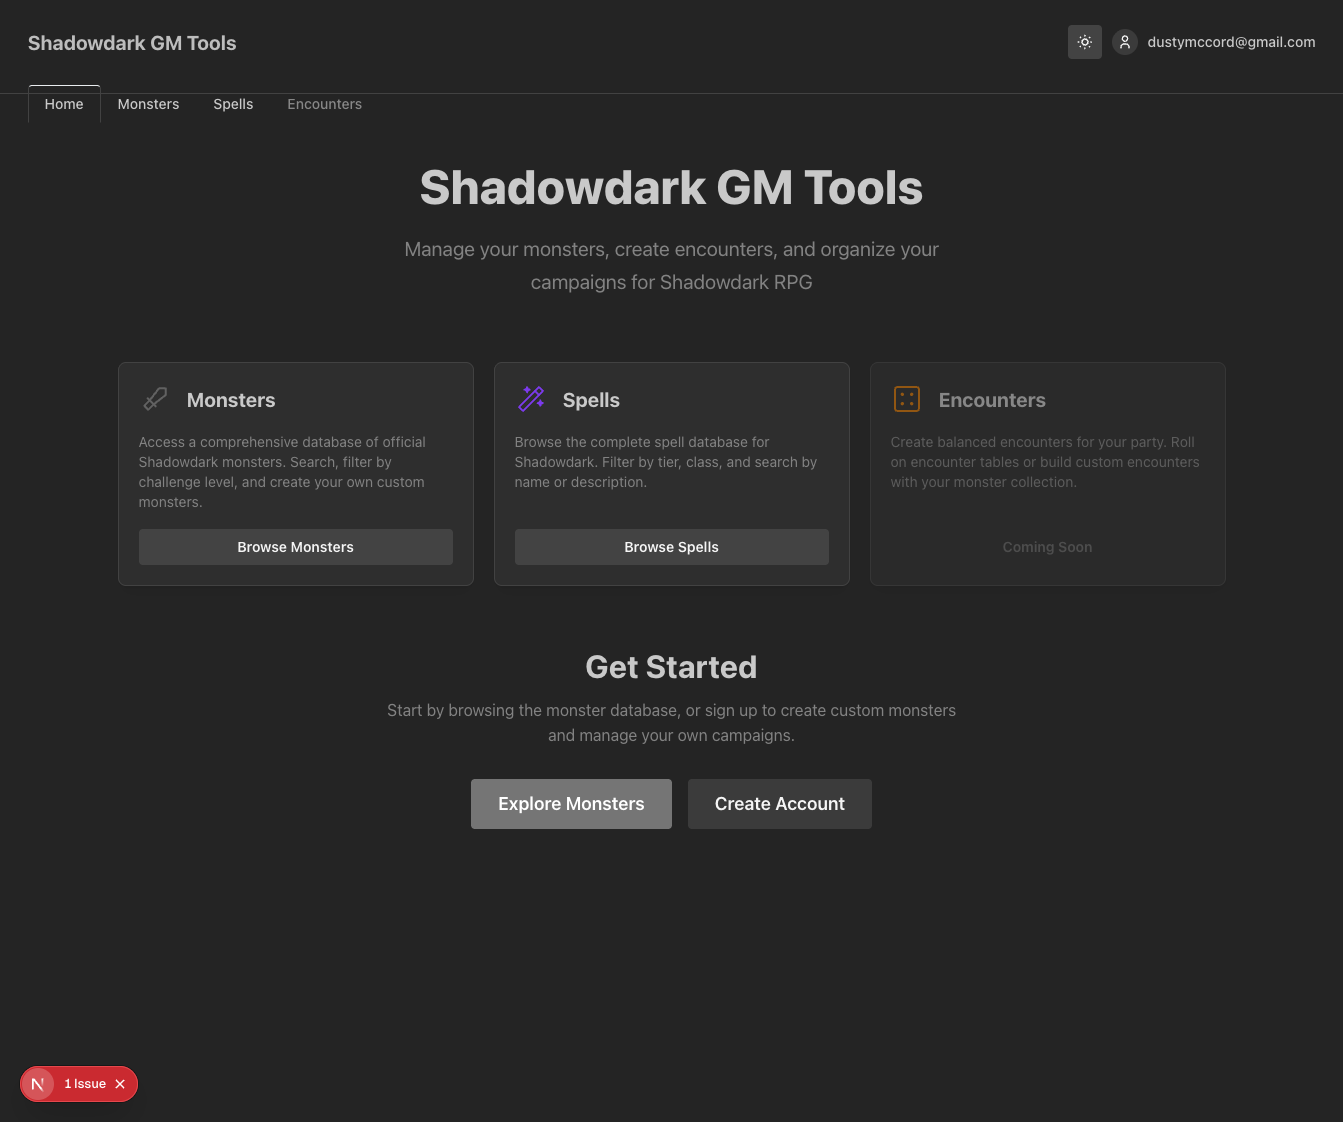 Shadowdark GM Tools
dustymccord@gmail.com
Home
Monsters
Spells
Encounters
Shadowdark GM Tools
Manage your monsters, create encounters, and organize your
campaigns for Shadowdark RPG
Monsters
Access a comprehensive database of official
Shadowdark monsters. Search, filter by
challenge level, and create your own custom
monsters.
Browse Monsters
Spells
Browse the complete spell database for
Shadowdark. Filter by tier, class, and search by
name or description.
Browse Spells
Encounters
Create balanced encounters for your party. Roll
on encounter tables or build custom encounters
with your monster collection.
Coming Soon
Get Started
Start by browsing the monster database, or sign up to create custom monsters
and manage your own campaigns.
Explore Monsters
Create Account
N
1 Issue